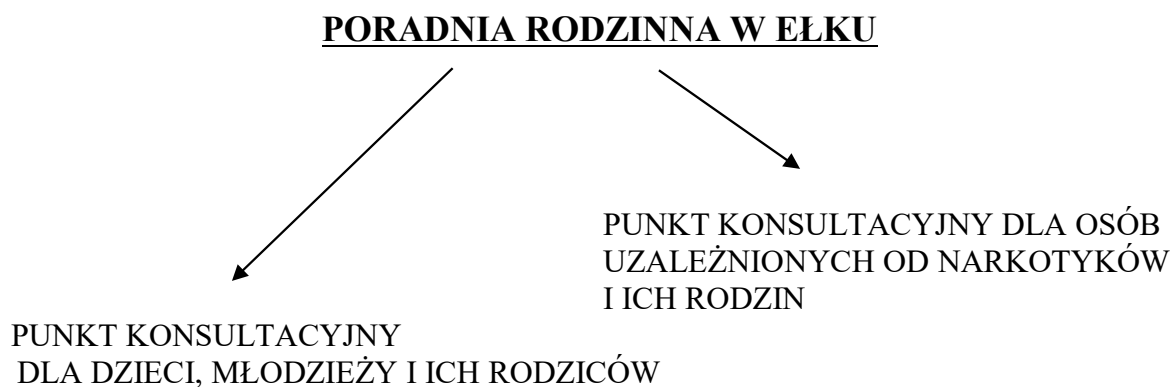 PORADNIA RODZINNA W EŁKU
PUNKT KONSULTACYJNY DLA OSÓB
UZALEŻNIONYCH OD NARKOTYKÓW
I ICH RODZIN
PUNKT KONSULTACYJNY
DLA DZIECI, MŁODZIEŻY I ICH RODZICÓW